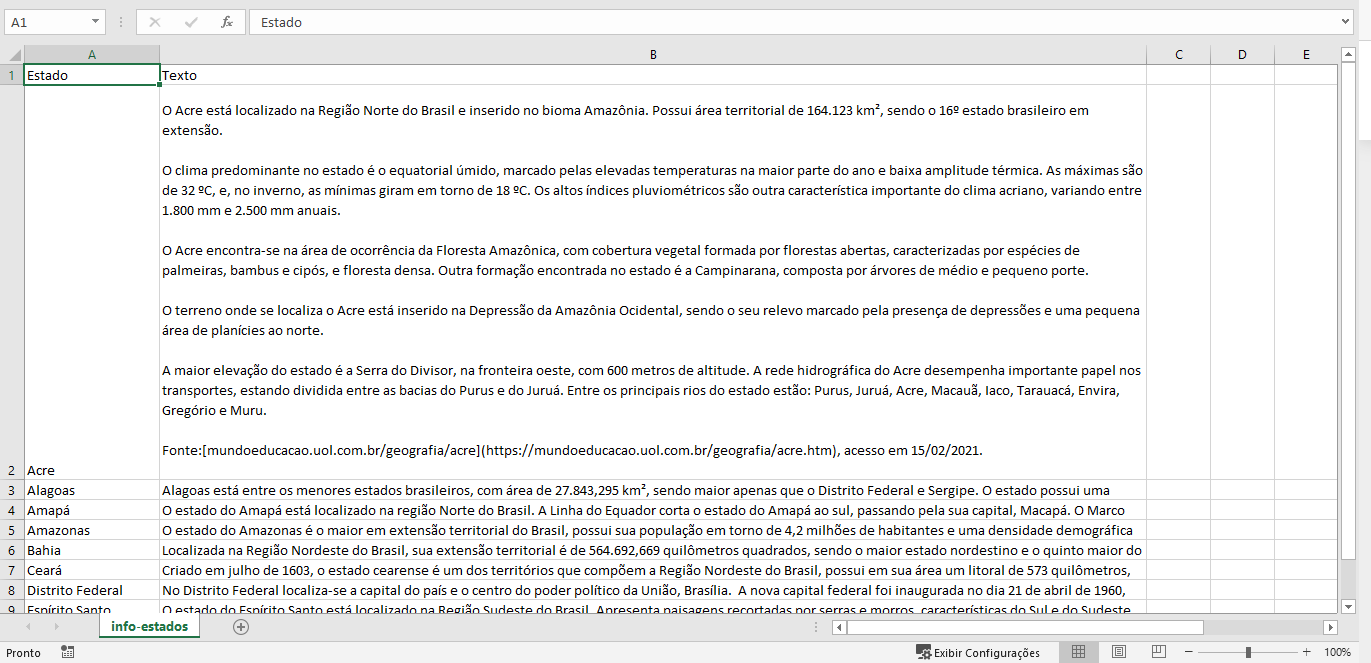 A1 fx Estado
A B C D E
1 Estado Texto
O Acre está localizado na Região Norte do Brasil e inserido no bioma Amazônia. Possui área territorial de 164.123 km², sendo o 16º estado brasileiro em
extensão.
O clima predominante no estado é o equatorial úmido, marcado pelas elevadas temperaturas na maior parte do ano e baixa amplitude térmica. As máximas são
de 32 ºC, e, no inverno, as mínimas giram em torno de 18 ºC. Os altos índices pluviométricos são outra característica importante do clima acriano, variando entre
1.800 mm e 2.500 mm anuais.
O Acre encontra-se na área de ocorrência da Floresta Amazônica, com cobertura vegetal formada por florestas abertas, caracterizadas por espécies de
palmeiras, bambus e cipós, e floresta densa. Outra formação encontrada no estado é a Campinarana, composta por árvores de médio e pequeno porte.
O terreno onde se localiza o Acre está inserido na Depressão da Amazônia Ocidental, sendo o seu relevo marcado pela presença de depressões e uma pequena
área de planícies ao norte.
A maior elevação do estado é a Serra do Divisor, na fronteira oeste, com 600 metros de altitude. A rede hidrográfica do Acre desempenha importante papel nos
transportes, estando dividida entre as bacias do Purus e do Juruá. Entre os principais rios do estado estão: Purus, Juruá, Acre, Macauã, Iaco, Tarauacá, Envira,
Gregório e Muru.
Fonte:[mundoeducacao.uol.com.br/geografia/acre](https://mundoeducacao.uol.com.br/geografia/acre.htm), acesso em 15/02/2021.
2 Acre
3 Alagoas Alagoas está entre os menores estados brasileiros, com área de 27.843,295 km², sendo maior apenas que o Distrito Federal e Sergipe. O estado possui uma
4 Amapá O estado do Amapá está localizado na região Norte do Brasil. A Linha do Equador corta o estado do Amapá ao sul, passando pela sua capital, Macapá. O Marco
5 Amazonas O estado do Amazonas é o maior em extensão territorial do Brasil, possui sua população em torno de 4,2 milhões de habitantes e uma densidade demográfica
6 Bahia Localizada na Região Nordeste do Brasil, sua extensão territorial é de 564.692,669 quilômetros quadrados, sendo o maior estado nordestino e o quinto maior do
7 Ceará Criado em julho de 1603, o estado cearense é um dos territórios que compõem a Região Nordeste do Brasil, possui em sua área um litoral de 573 quilômetros,
8 Distrito Federal No Distrito Federal localiza-se a capital do país e o centro do poder político da União, Brasília. A nova capital federal foi inaugurada no dia 21 de abril de 1960,
9 Espírito Santo O estado do Espírito Santo está localizado na Região Sudeste do Brasil. Apresenta paisagens recortadas por serras e morros, características do Sul e do Sudeste
info-estados
Pronto Exibir Configurações 100%